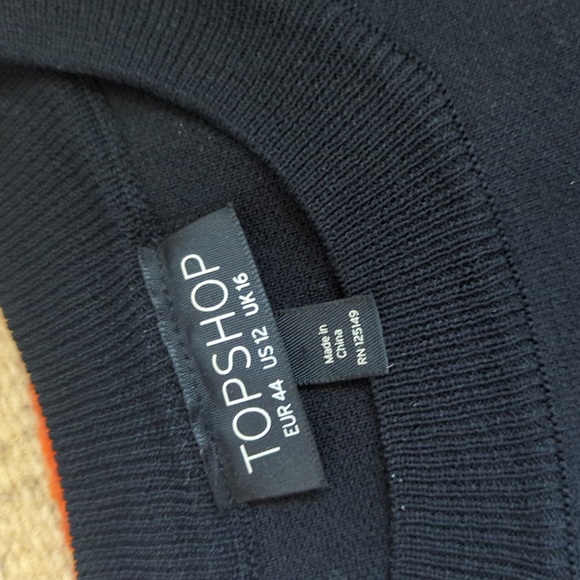 TOPSHOP
EUR 44 US 12 UK 16
Made in
China
RN 125149